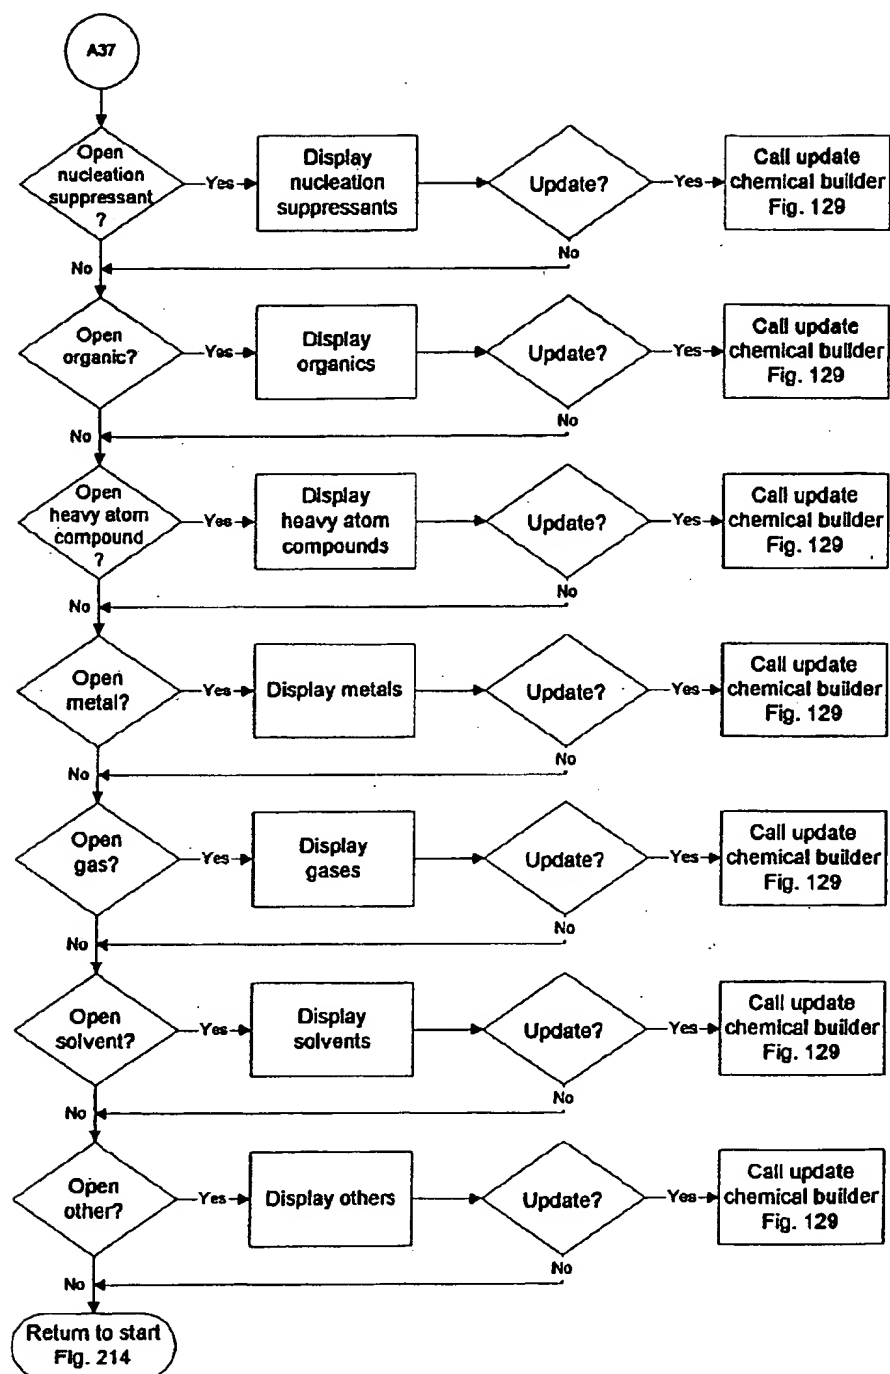 A37
Open
nucleation
suppressant
?
Yes
Display
nucleation
suppressants
Update?
Yes
Call update
chemical builder
Fig. 129
No
No
Open
organic?
Yes
Display
organics
Update?
Yes
Call update
chemical builder
Fig. 129
No
No
Open
heavy atom
compound
?
Yes
Display
heavy atom
compounds
Update?
Yes
Call update
chemical builder
Fig. 129
No
No
Open
metal?
Yes
Display metals
Update?
Yes
Call update
chemical builder
Fig. 129
No
No
Open
gas?
Yes
Display
gases
Update?
Yes
Call update
chemical builder
Fig. 129
No
No
Open
solvent?
Yes
Display
solvents
Update?
Yes
Call update
chemical builder
Fig. 129
No
No
Open
other?
Yes
Display others
Update?
Yes
Call update
chemical builder
Fig. 129
No
No
Return to start
Fig. 214